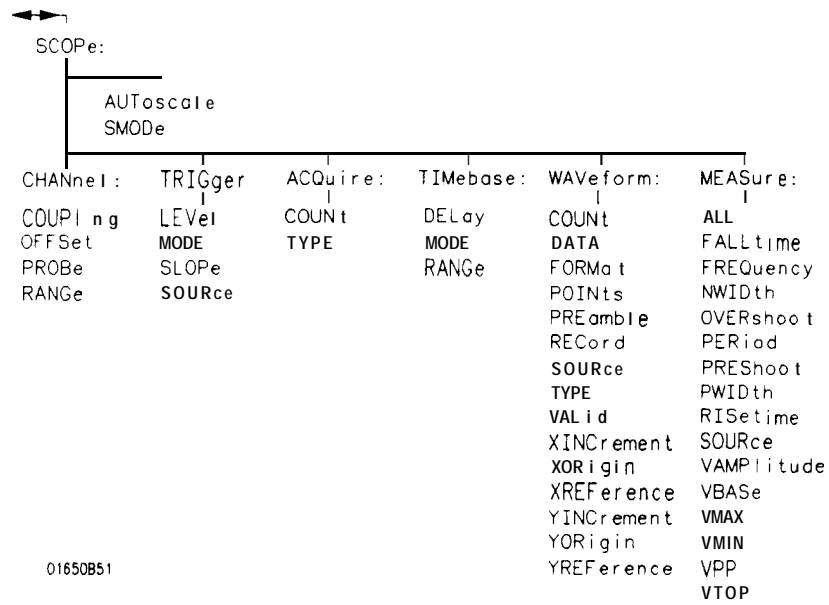 SCOPe:
AUToscale
SMODe
CHANnel: TRIGger ACQuire: TIMebase: WAVeform: MEASure:
COUPling LEVel COUNt DELay COUNt ALL
OFFSet MODE TYPE MODE DATA FALLtime
PROBe SLOPe RANGe FORMat FREQuency
RANGe SOURce POINts NWIDth
PREamble OVERshoot
RECord PERiod
SOURce PREShoot
TYPE PWIDth
VALid RISetime
XINCrement SOURce
XORigin VAMPlitude
XREFerence VBASe
YINCrement VMAX
YORigin VMIN
01650B51 YREFerence VPP
VTOP